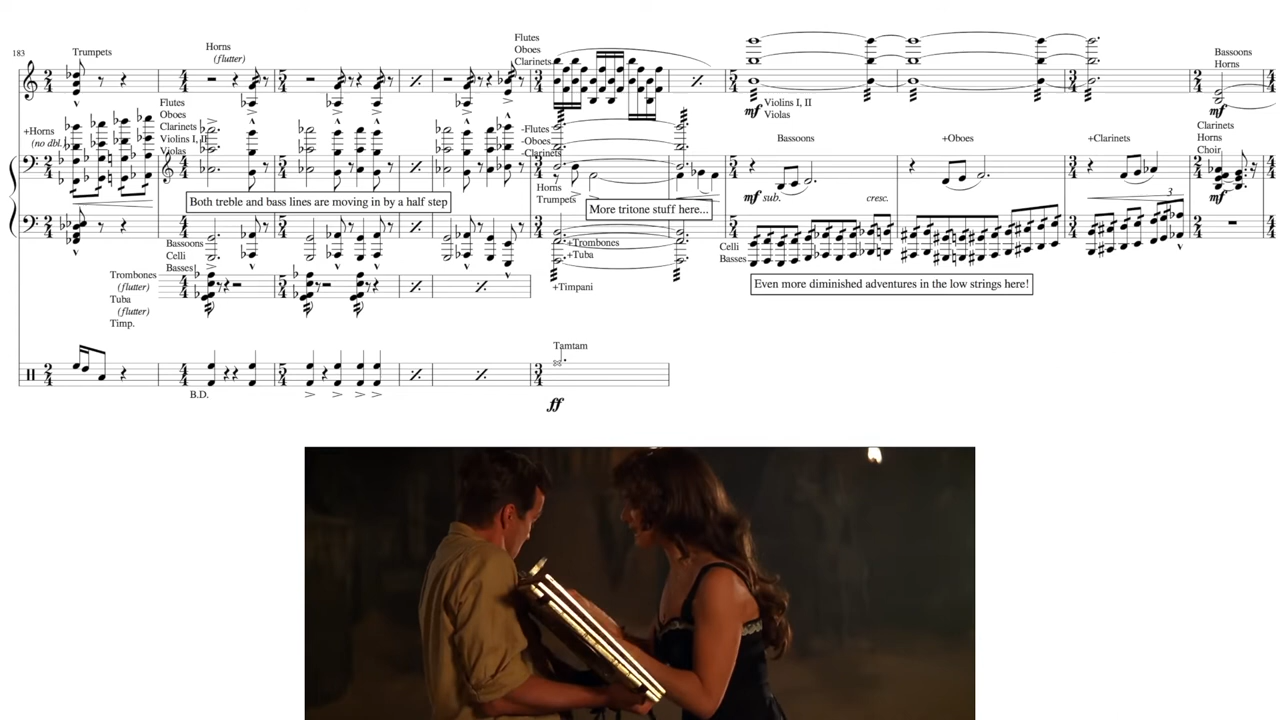 183
Trumpets
Horns
(flutter)
Flutes
Oboes
Clarinets
Bassoons
Horns
+Horns
(no dbl.)
Flutes
Oboes
Clarinets
Violins I, II
Violas
-Flutes
-Oboes
-Clarinets
mf
Violins I, II
Violas
Bassoons
+Oboes
+Clarinets
mf
Clarinets
Horns
Choir
Both treble and bass lines are moving in by a half step
Horns
Trumpets
More tritone stuff here...
mf sub.
cresc.
3
mf
Bassoons
Celli
Basses
+Trombones
+Tuba
+Timpani
Celli
Basses
Even more diminished adventures in the low strings here!
Trombones
(flutter)
Tuba
(flutter)
Timp.
Tamtam
B.D.
ff